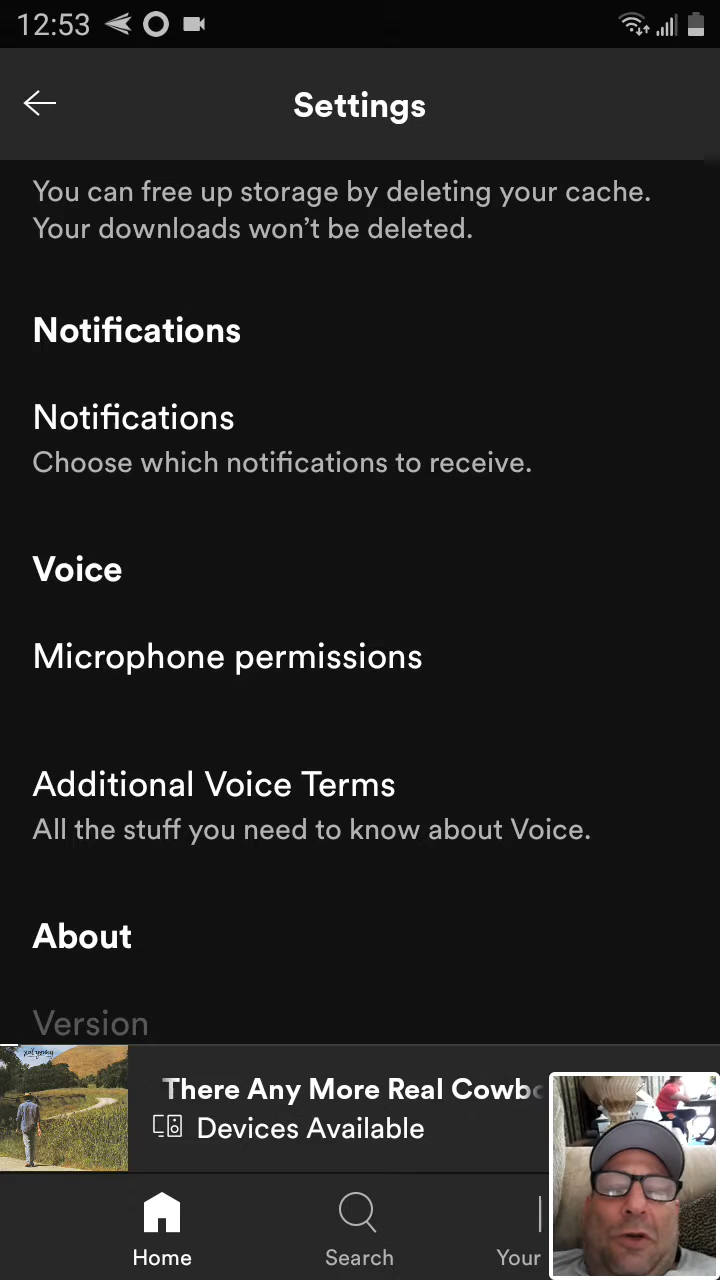 12:53
Settings
You can free up storage by deleting your cache.
Your downloads won't be deleted.
Notifications
Notifications
Choose which notifications to receive.
Voice
Microphone permissions
Additional Voice Terms
All the stuff you need to know about Voice.
About
Version
There Any More Real Cowbo
Devices Available
Home
Search
Your